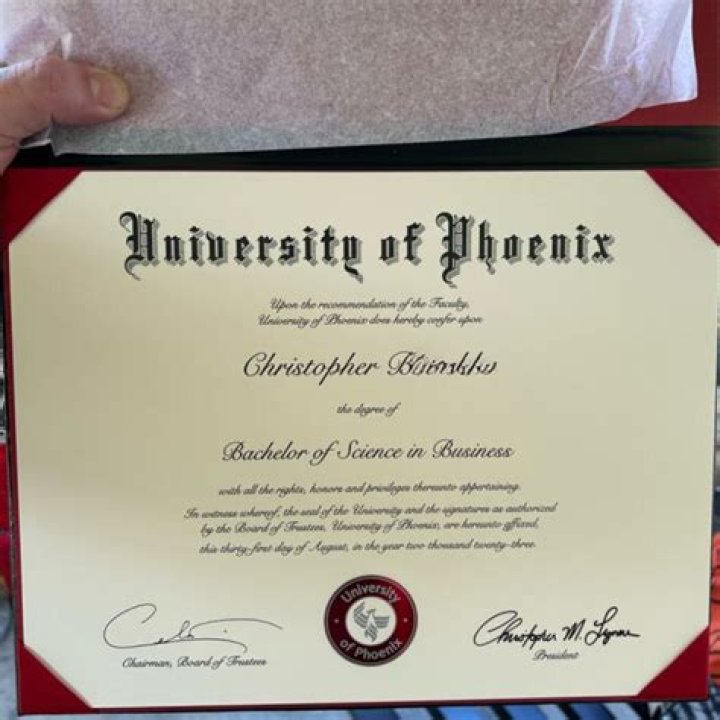 University of Phoenix
Upon the recommendation of the Faculty,
University of Phoenix does hereby confer upon
Christopher
the degree of
Bachelor of Science in Business
with all the rights, honors and privileges thereunto appertaining.
In witness whereof, the seal of the University and the signatures as authorized
by the Board of Trustees, University of Phoenix, are hereunto affixed,
this thirty-first day of August, in the year two thousand twenty-three.
University
of Phoenix
Chairman, Board of Trustees
Christopher M. Lynne
President